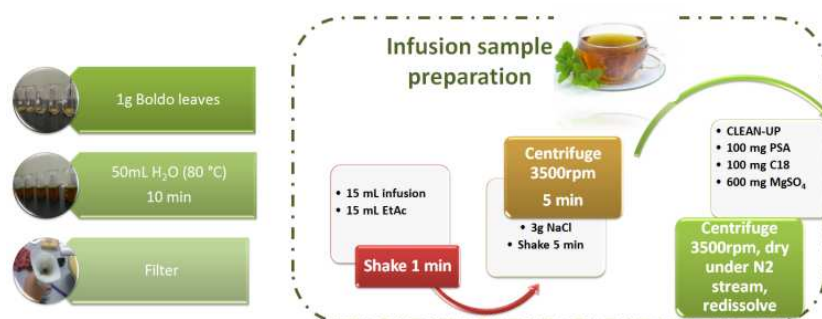 1g Boldo leaves
50mL H₂O (80 °C)
10 min
Filter
Infusion sample
preparation
• 15 mL infusion
• 15 mL EtAc
Shake 1 min
Centrifuge
3500rpm
5 min
• 3g NaCl
• Shake 5 min
• CLEAN-UP
• 100 mg PSA
• 100 mg C18
• 600 mg MgSO₄
Centrifuge
3500rpm, dry
under N2
stream,
redissolve